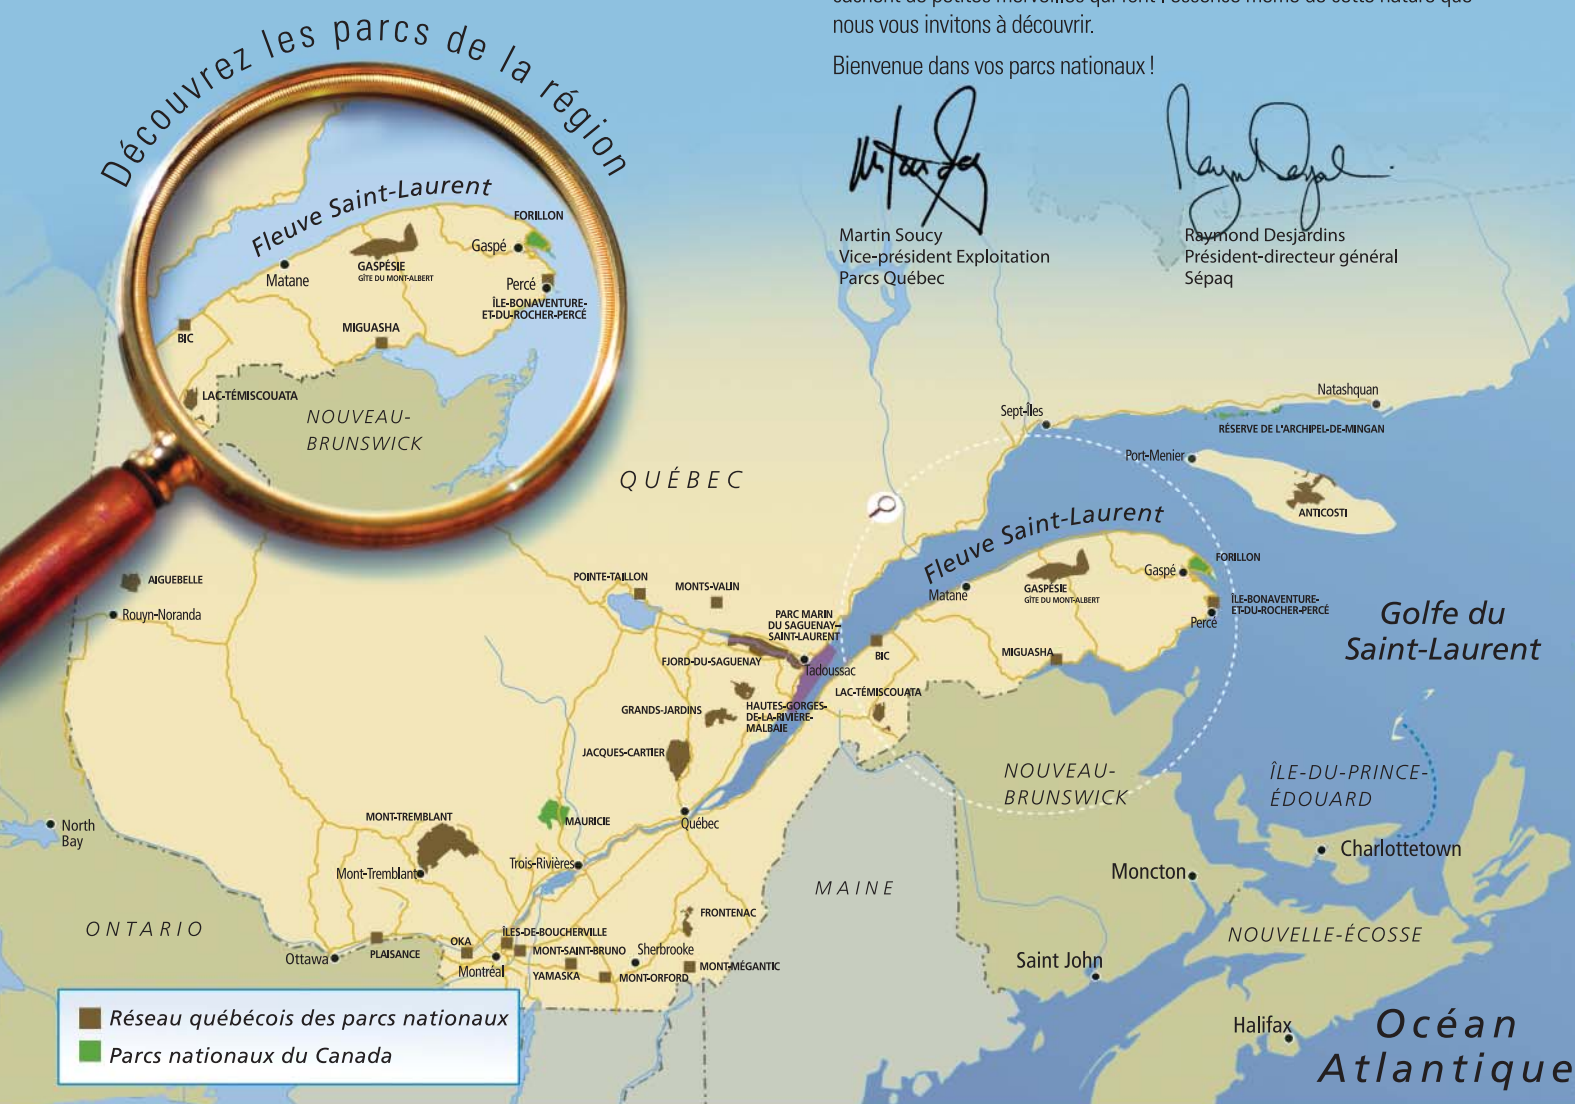 nous vous invitons à découvrir.
Bienvenue dans vos parcs nationaux !
Martin Soucy
Vice-président Exploitation
Parcs Québec
Raymond Desjardins
Président-directeur général
Sépaq
Découvrez les parcs de la région
Fleuve Saint-Laurent
FORILLON
Gaspé
GASPÉSIE
GÎTE DU MONT-ALBERT
Matane
Percé
ÎLE-BONAVENTURE-
ET-DU-ROCHER-PERCÉ
MIGUASHA
BIC
LAC-TÉMISCOUATA
NOUVEAU-
BRUNSWICK
QUÉBEC
Natashquan
Sept-Îles
RÉSERVE DE L'ARCHIPEL-DE-MINGAN
Port-Menier
ANTICOSTI
Fleuve Saint-Laurent
FORILLON
Gaspé
GASPÉSIE
GÎTE DU MONT-ALBERT
Matane
ÎLE-BONAVENTURE-
ET-DU-ROCHER-PERCÉ
Percé
Golfe du
Saint-Laurent
AIGUEBELLE
Rouyn-Noranda
POINTE-TAILLON
MONTS-VALIN
PARC MARIN
DU SAGUENAY–
SAINT-LAURENT
FJORD-DU-SAGUENAY
Tadoussac
BIC
MIGUASHA
LAC-TÉMISCOUATA
GRANDS-JARDINS
HAUTES-GORGES-
DE-LA-RIVIÈRE-
MALBAIE
JACQUES-CARTIER
NOUVEAU-
BRUNSWICK
ÎLE-DU-PRINCE-
ÉDOUARD
North
Bay
MONT-TREMBLANT
MAURICIE
Québec
Mont-Tremblant
Trois-Rivières
Charlottetown
Moncton
MAINE
ONTARIO
FRONTENAC
NOUVELLE-ÉCOSSE
Ottawa
PLAISANCE
OKA
ÎLES-DE-BOUCHERVILLE
MONT-SAINT-BRUNO
Sherbrooke
Montréal
YAMASKA
MONT-ORFORD
MONT-MÉGANTIC
Saint John
Halifax
Océan
Atlantique
Réseau québécois des parcs nationaux
Parcs nationaux du Canada